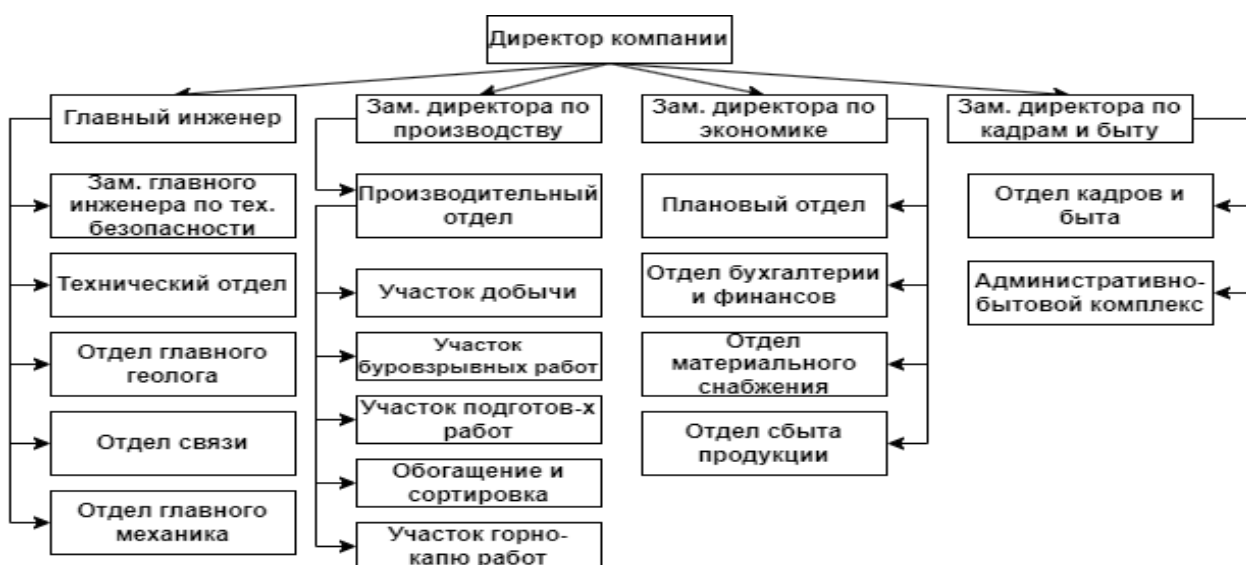 Директор компании
Главный инженер
Зам. директора по
производству
Зам. директора по
экономике
Зам. директора по
кадрам и быту
Зам. главного
инженера по тех.
безопасности
Технический отдел
Отдел главного
геолога
Отдел связи
Отдел главного
механика
Производительный
отдел
Участок добычи
Участок
буровзрывных работ
Участок подготов-х
работ
Обогащение и
сортировка
Участок горно-
капю работ
Плановый отдел
Отдел бухгалтерии
и финансов
Отдел
материального
снабжения
Отдел сбыта
продукции
Отдел кадров и
быта
Административно-
бытовой комплекс